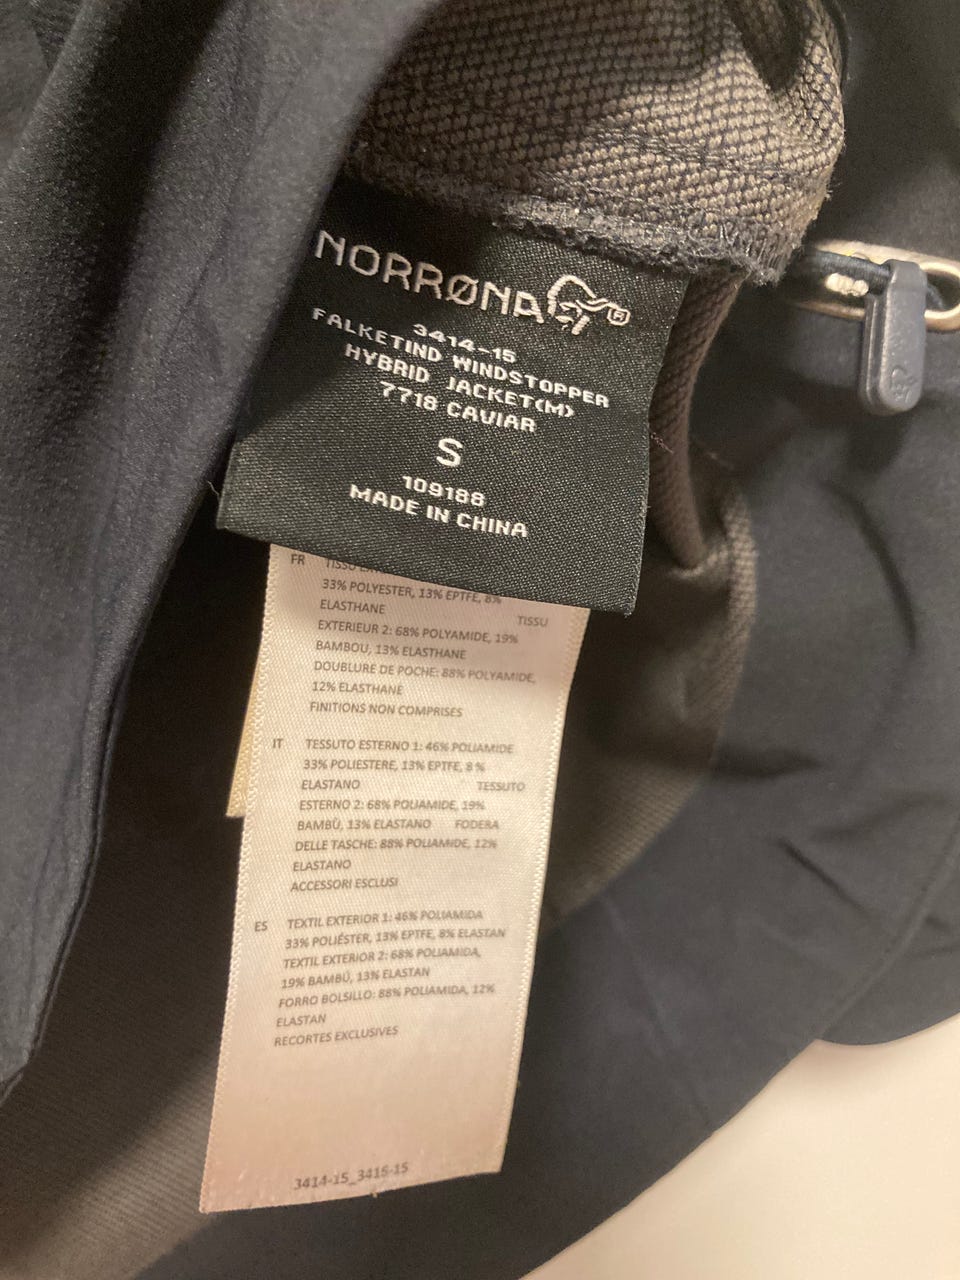 NORRØNA ®
3414-15
FALKETIND WINDSTOPPER
HYBRID JACKET(M)
7718 CAVIAR
S
109188
MADE IN CHINA
FR TISSU
33% POLYESTER, 13% EPTFE, 8%
ELASTHANE TISSU
EXTERIEUR 2: 68% POLYAMIDE, 19%
BAMBOU, 13% ELASTHANE
DOUBLURE DE POCHE: 88% POLYAMIDE,
12% ELASTHANE
FINITIONS NON COMPRISES
IT TESSUTO ESTERNO 1: 46% POLIAMIDE
33% POLIESTERE, 13% EPTFE, 8 %
ELASTANO TESSUTO
ESTERNO 2: 68% POLIAMIDE, 19%
BAMBÙ, 13% ELASTANO FODERA
DELLE TASCHE: 88% POLIAMIDE, 12%
ELASTANO
ACCESSORI ESCLUSI
ES TEXTIL EXTERIOR 1: 46% POLIAMIDA
33% POLIÉSTER, 13% EPTFE, 8% ELASTAN
TEXTIL EXTERIOR 2: 68% POLIAMIDA,
19% BAMBÚ, 13% ELASTAN
FORRO BOLSILLO: 88% POLIAMIDA, 12%
ELASTAN
RECORTES EXCLUSIVES
3414-15_3415-15